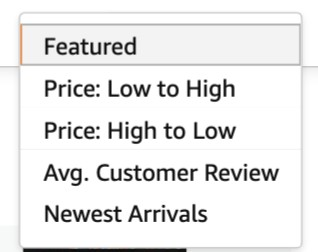 Featured
Price: Low to High
Price: High to Low
Avg. Customer Review
Newest Arrivals